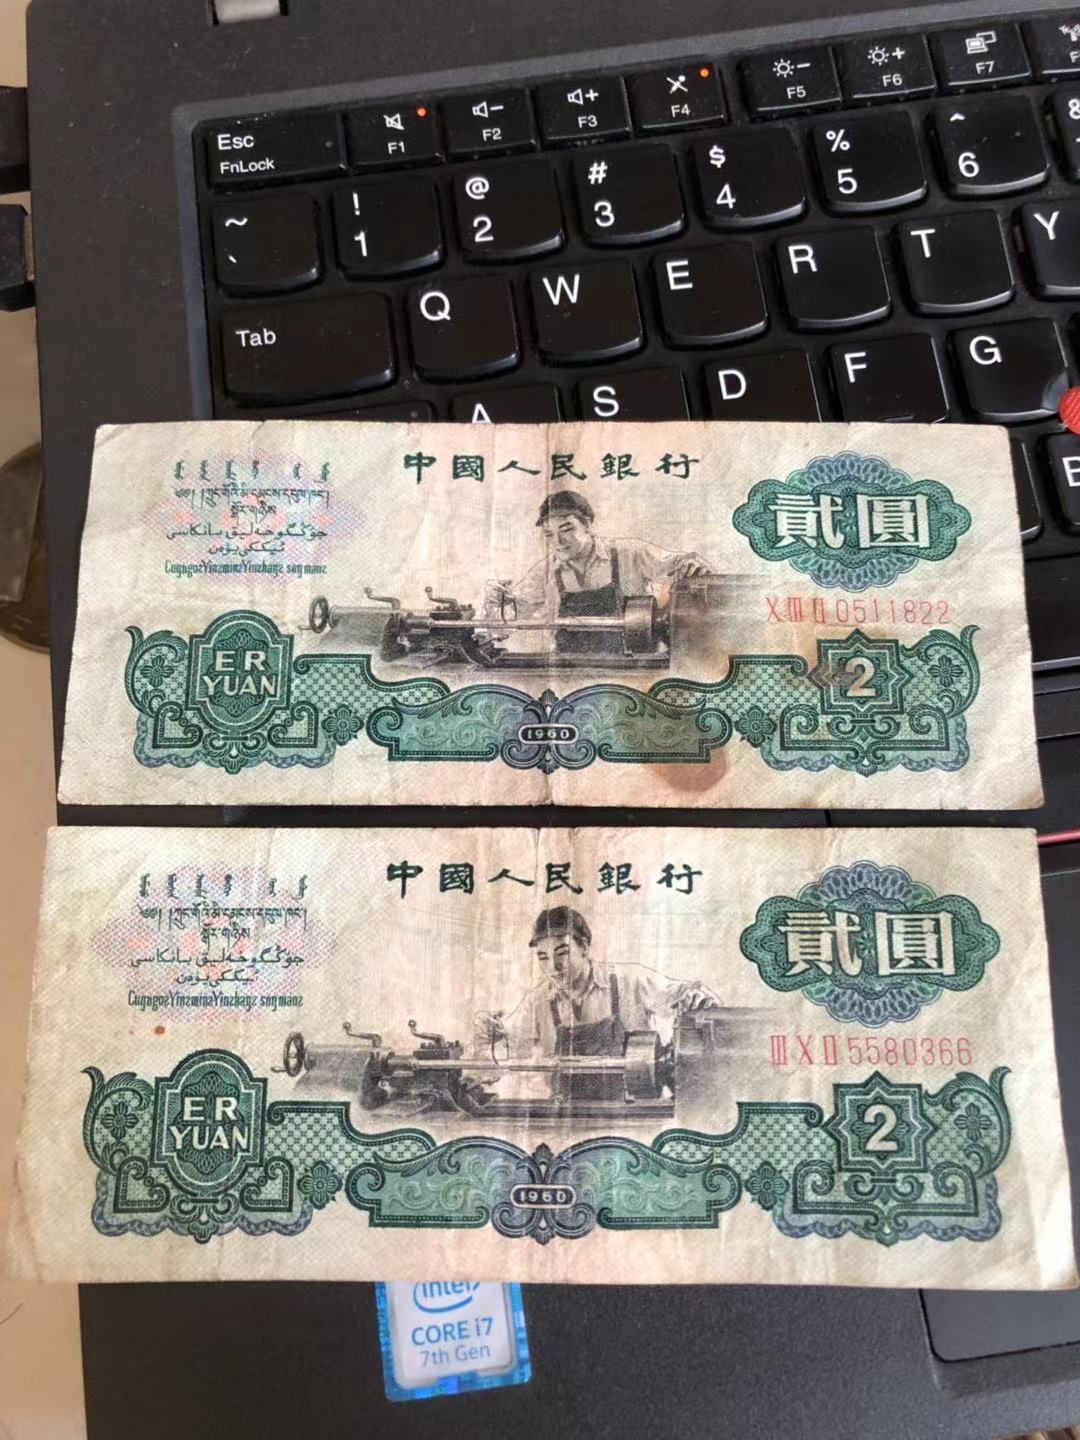 Esc
FnLock
F1
F2
F3
F4
F5
F6
F7
~
`
!
1
@
2
#
3
$
4
%
5
^
6
&
Tab
Q
W
E
R
T
Y
A
S
D
F
G
B
中國人民銀行
貳圓
XⅢⅡ0511822
ER
YUAN
2
1960
中國人民銀行
貳圓
ⅢXⅡ5580366
ER
YUAN
2
1960
intel
CORE i7
7th Gen